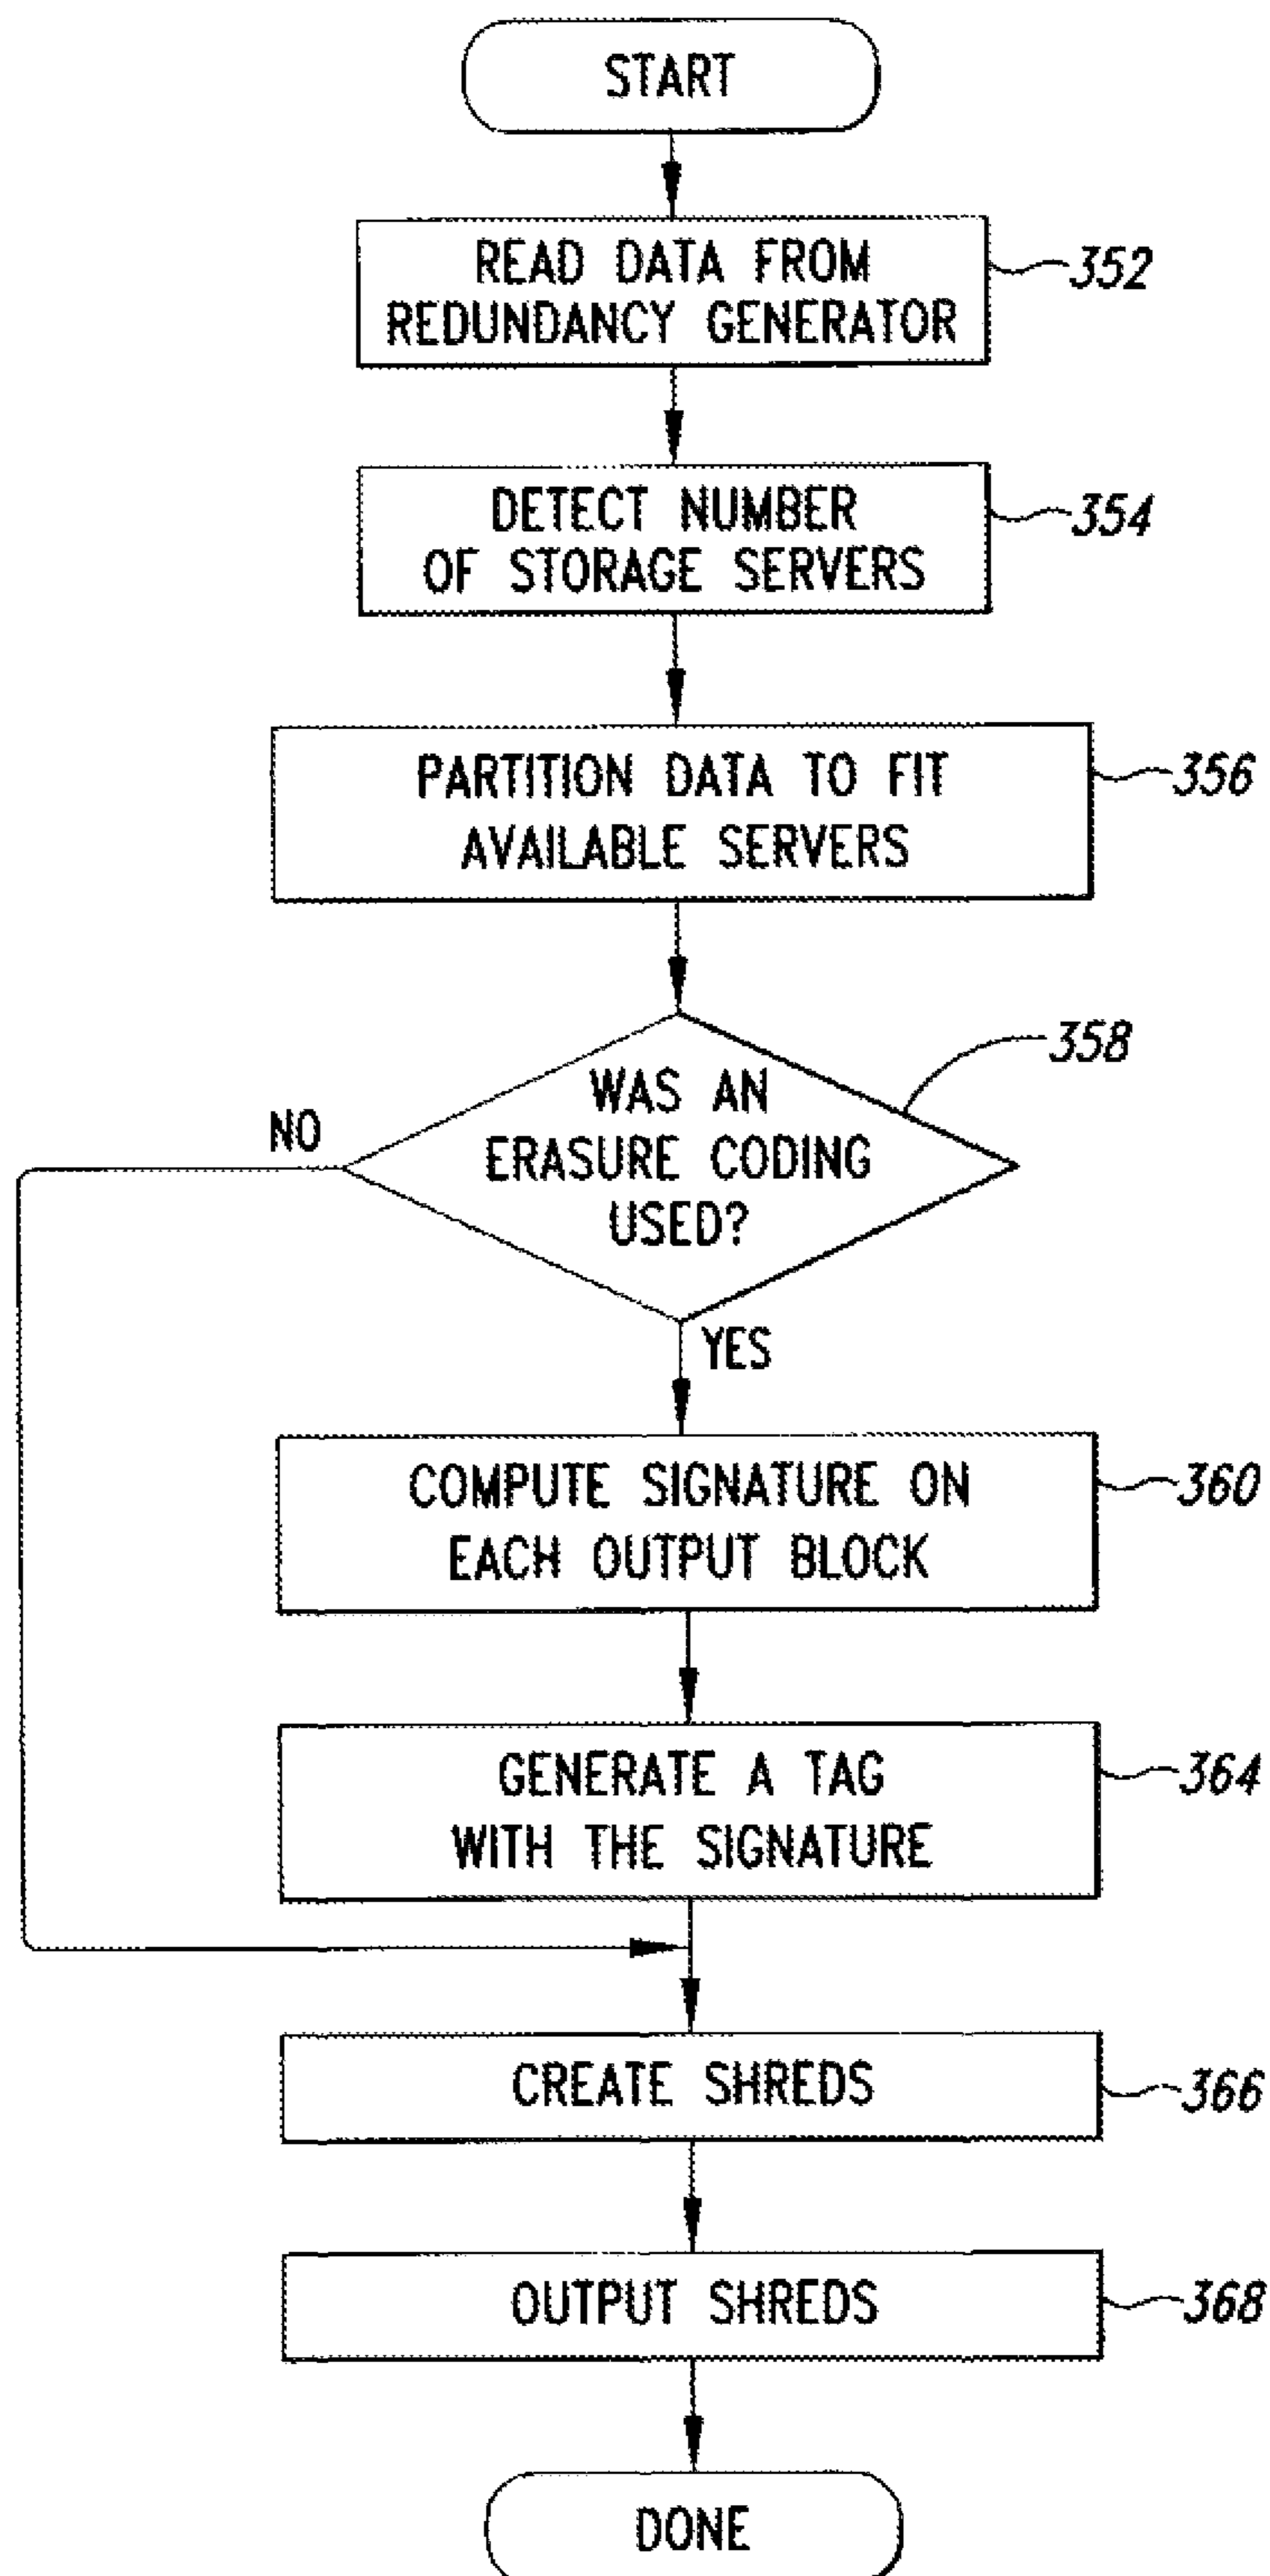 START
READ DATA FROM
REDUNDANCY GENERATOR
352
DETECT NUMBER
OF STORAGE SERVERS
354
PARTITION DATA TO FIT
AVAILABLE SERVERS
356
358
WAS AN
ERASURE CODING
USED?
NO
YES
COMPUTE SIGNATURE ON
EACH OUTPUT BLOCK
360
GENERATE A TAG
WITH THE SIGNATURE
364
CREATE SHREDS
366
OUTPUT SHREDS
368
DONE